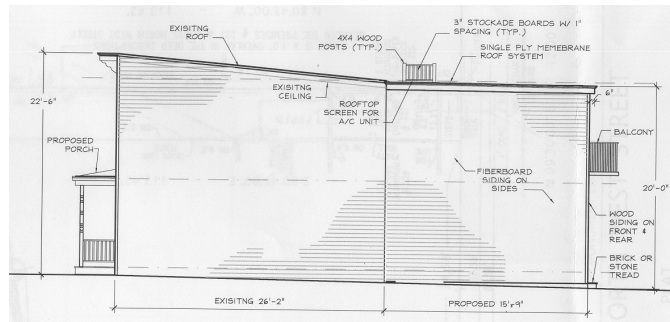 EXISITNG
ROOF
4X4 WOOD
POSTS (TYP.)
3" STOCKADE BOARDS W/ 1"
SPACING (TYP.)
SINGLE PLY MEMEBRANE
ROOF SYSTEM
EXISITNG
CEILING
ROOFTOP
SCREEN FOR
A/C UNIT
6"
22'-6"
PROPOSED
PORCH
BALCONY
FIBERBOARD
SIDING ON
SIDES
20'-0"
WOOD
SIDING ON
FRONT &
REAR
BRICK OR
STONE
TREAD
EXISITNG 26'-2"
PROPOSED 15'-9"